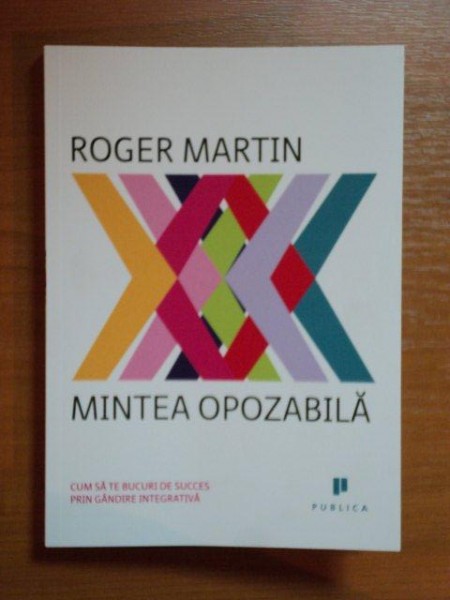 ROGER MARTIN
MINTEA OPOZABILĂ
CUM SĂ TE BUCURI DE SUCCES
PRIN GÂNDIRE INTEGRATIVĂ
PUBLICA